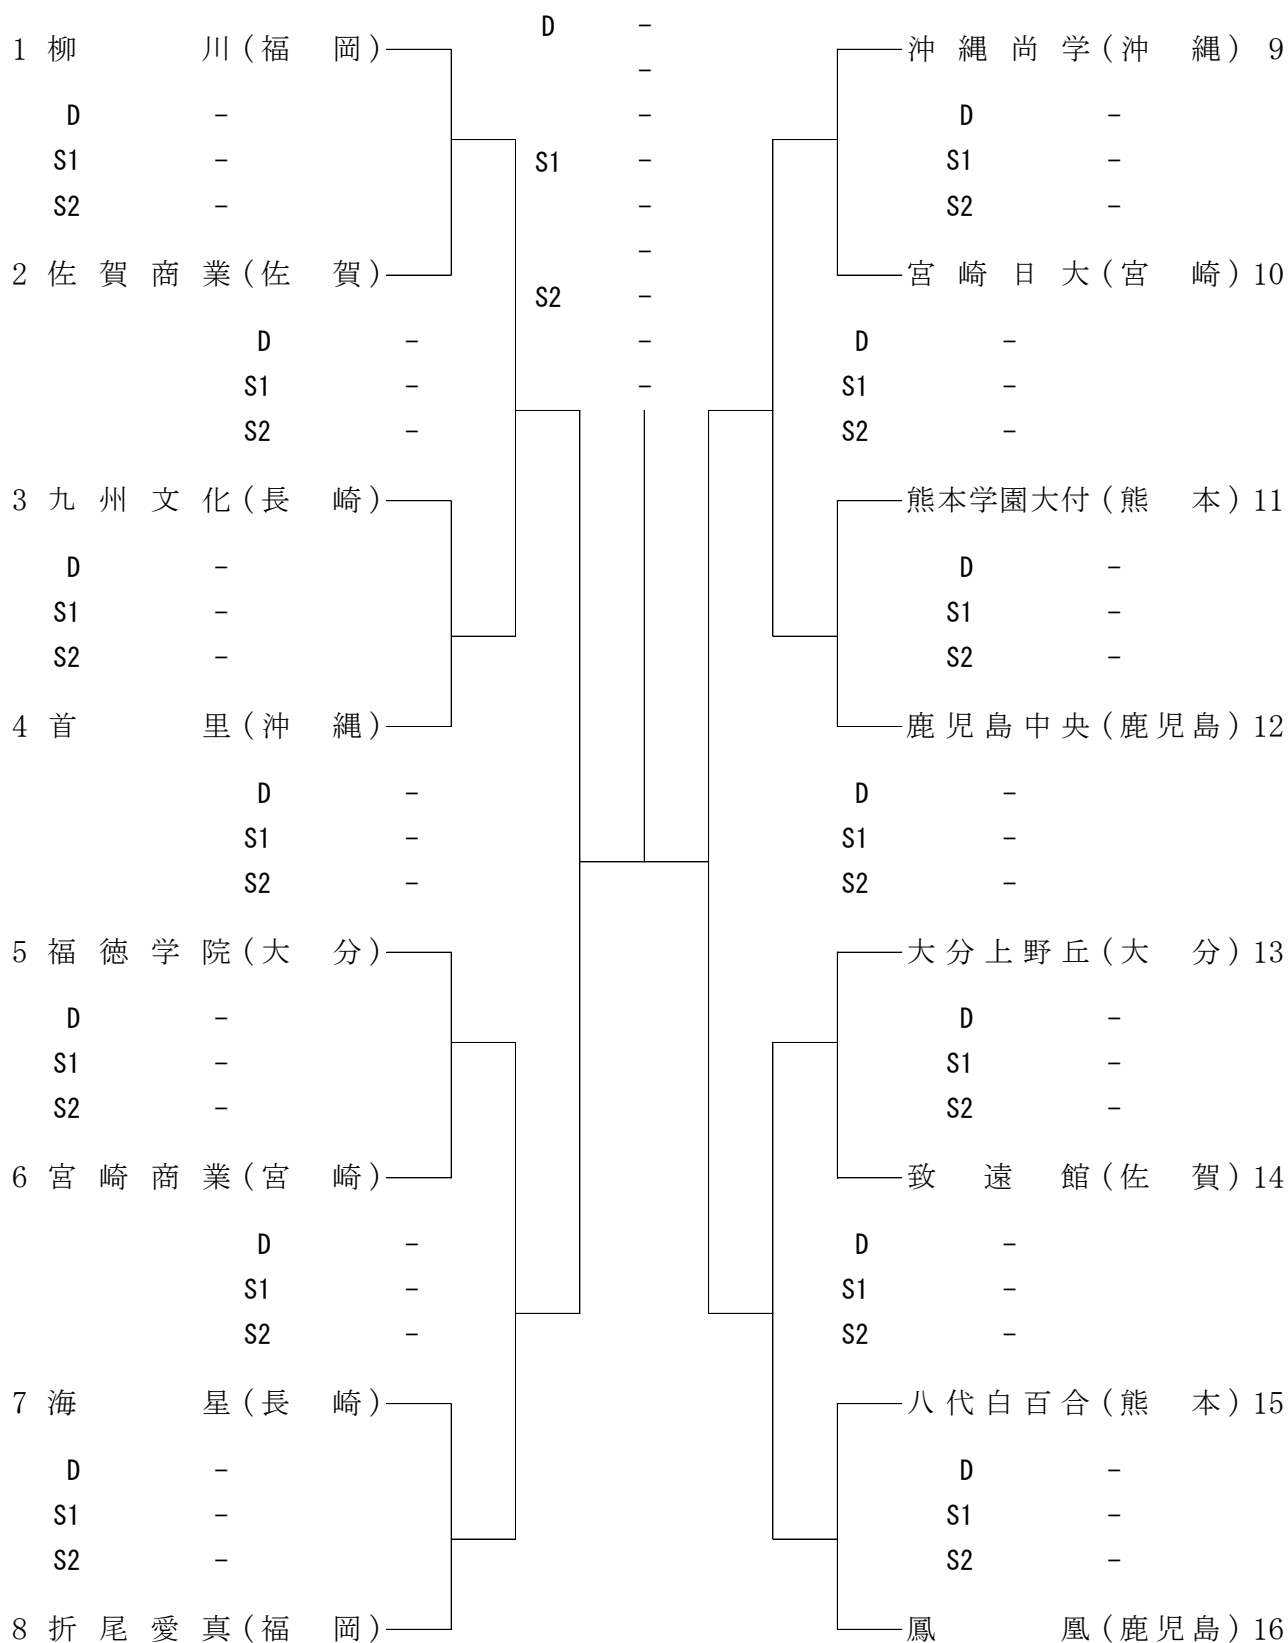 D -
1 柳 川(福 岡)
沖縄尚学(沖 縄) 9
-
D -
-
D -
S1 -
S1 -
S1 -
S2 -
-
S2 -
-
2 佐賀商業(佐 賀)
宮崎日大(宮 崎)10
S2 -
D -
-
D -
S1 -
-
S1 -
S2 -
S2 -
3 九州文化(長 崎)
熊本学園大付(熊 本)11
D -
D -
S1 -
S1 -
S2 -
S2 -
4 首 里(沖 縄)
鹿児島中央(鹿児島)12
D -
D -
S1 -
S1 -
S2 -
S2 -
5 福徳学院(大 分)
大分上野丘(大 分)13
D -
D -
S1 -
S1 -
S2 -
S2 -
6 宮崎商業(宮 崎)
致遠館(佐 賀)14
D -
D -
S1 -
S1 -
S2 -
S2 -
7 海 星(長 崎)
八代白百合(熊 本)15
D -
D -
S1 -
S1 -
S2 -
S2 -
8 折尾愛真(福 岡)
鳳 凰(鹿児島)16